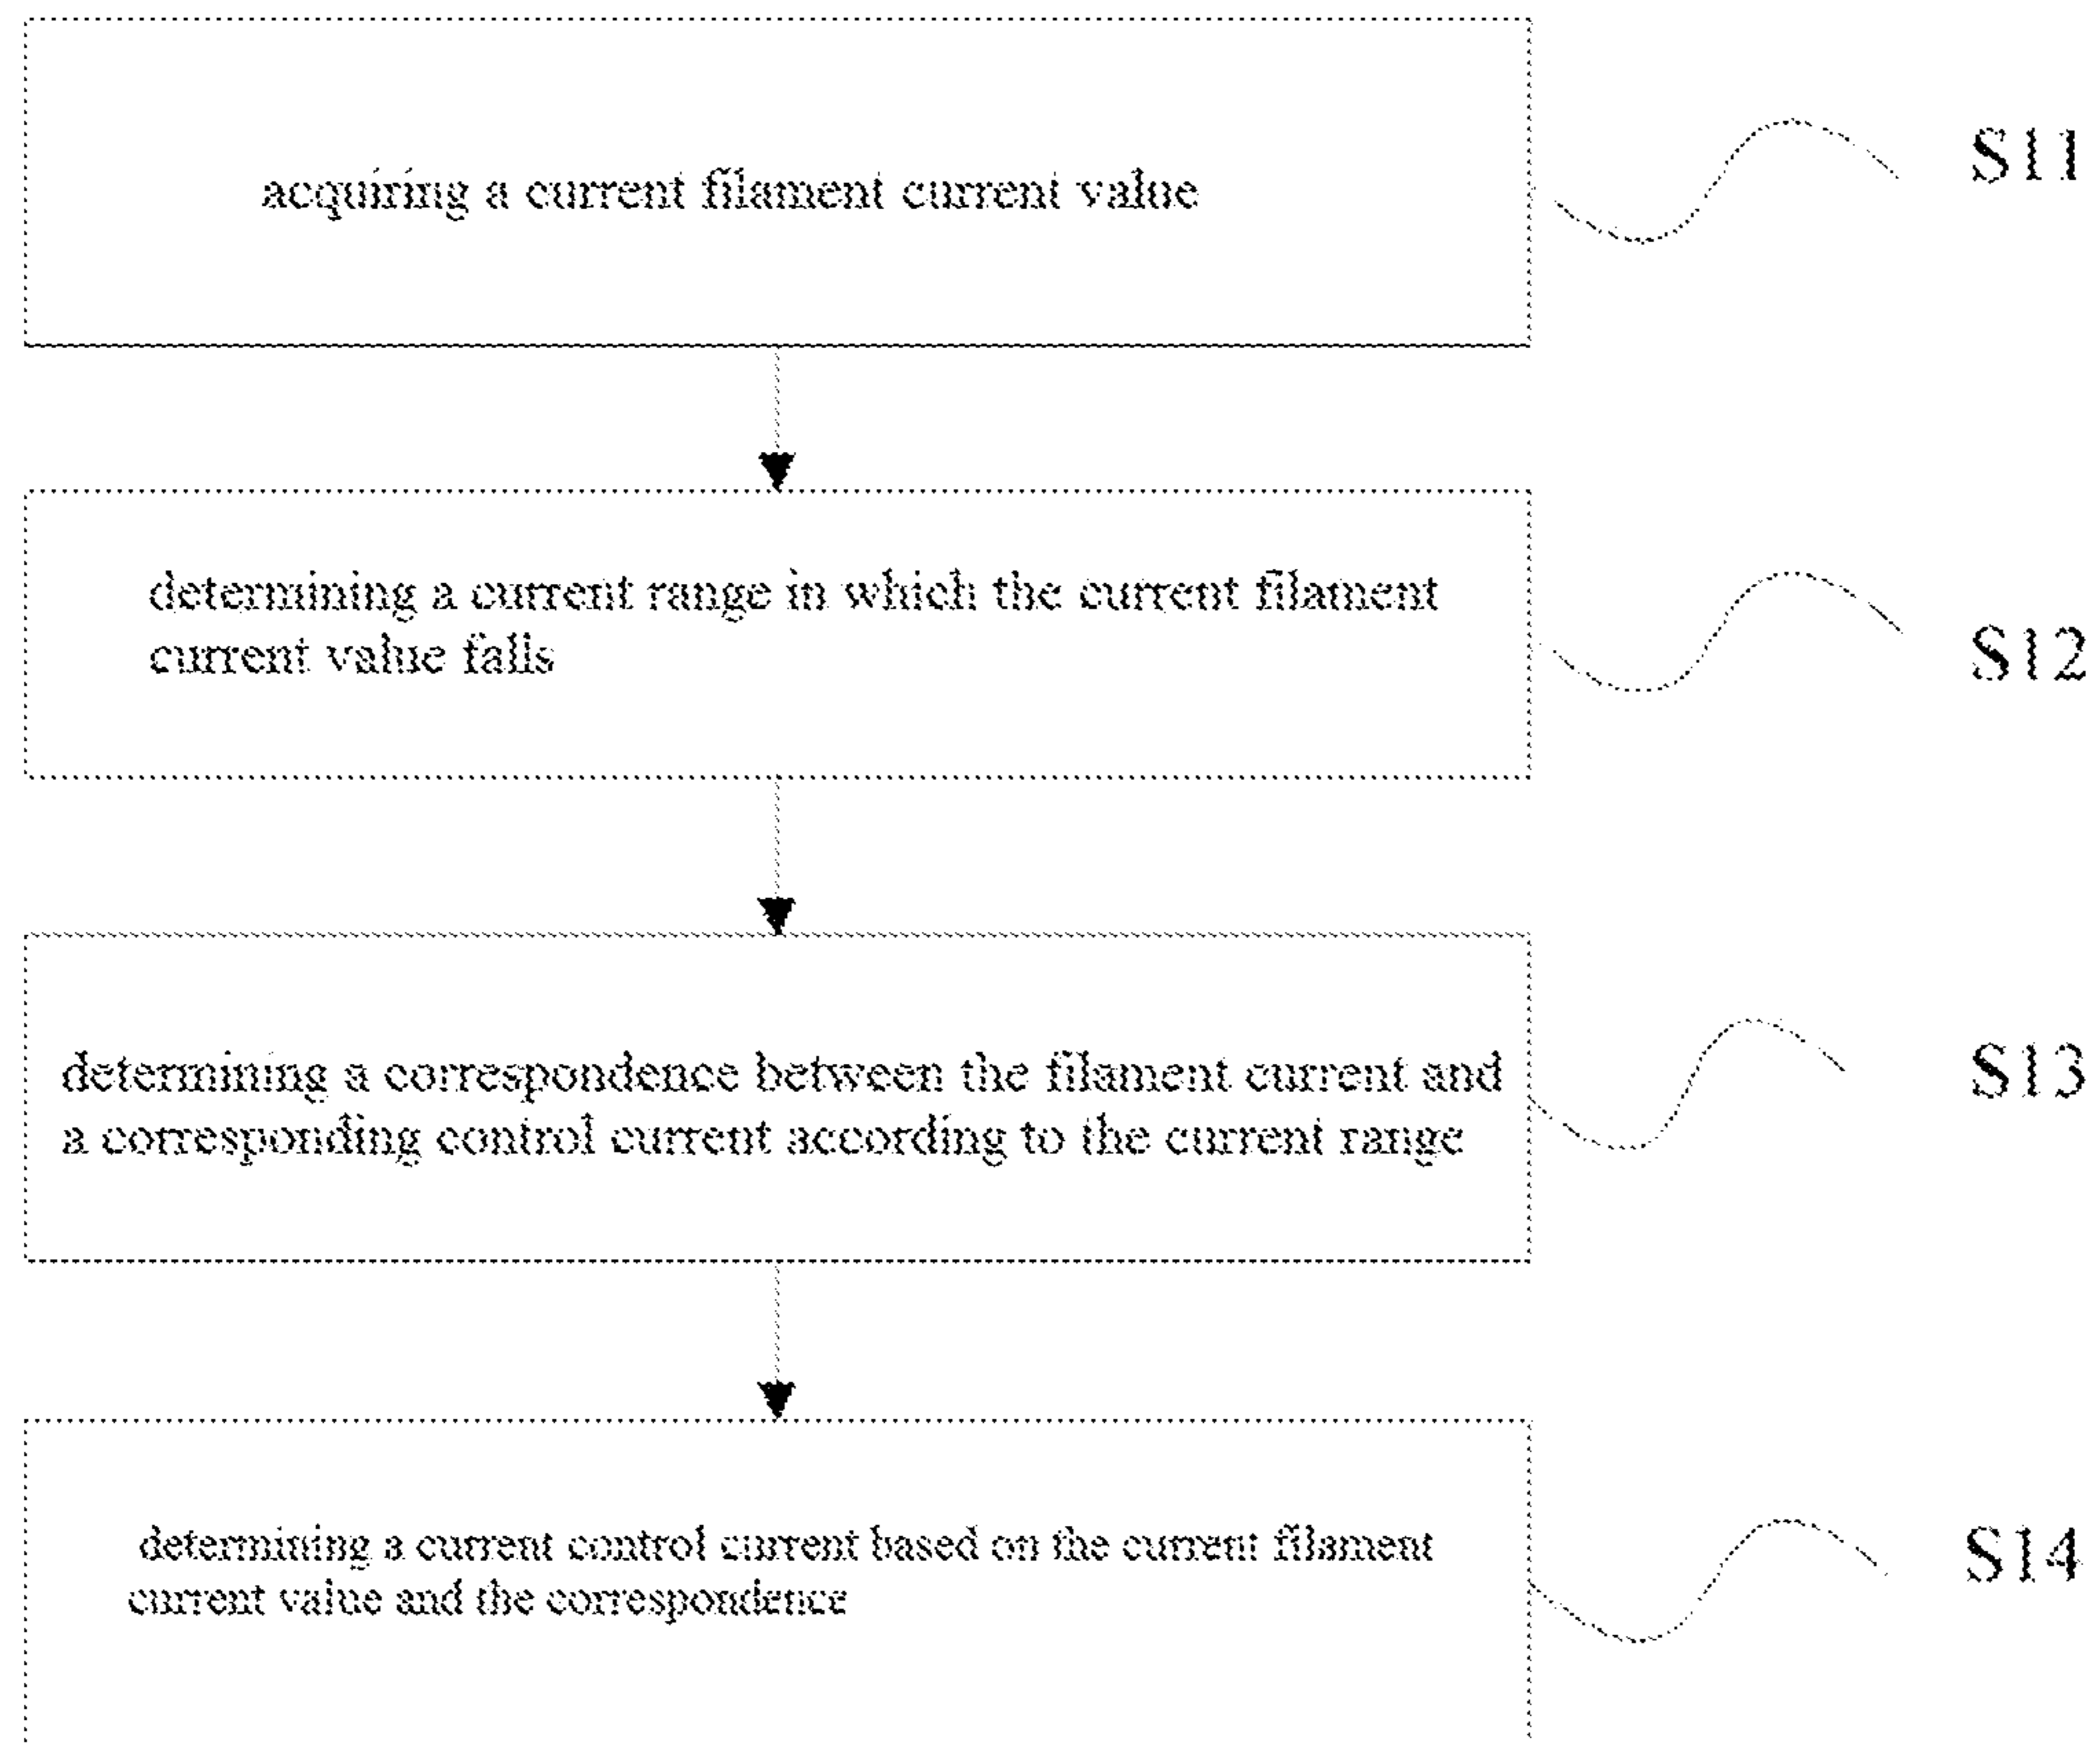 acquiring a current filament current value
S11
determining a current range in which the current filament
current value falls
S12
determining a correspondence between the filament current and
a corresponding control current according to the current range
S13
determining a current control current based on the current filament
current value and the correspondence
S14